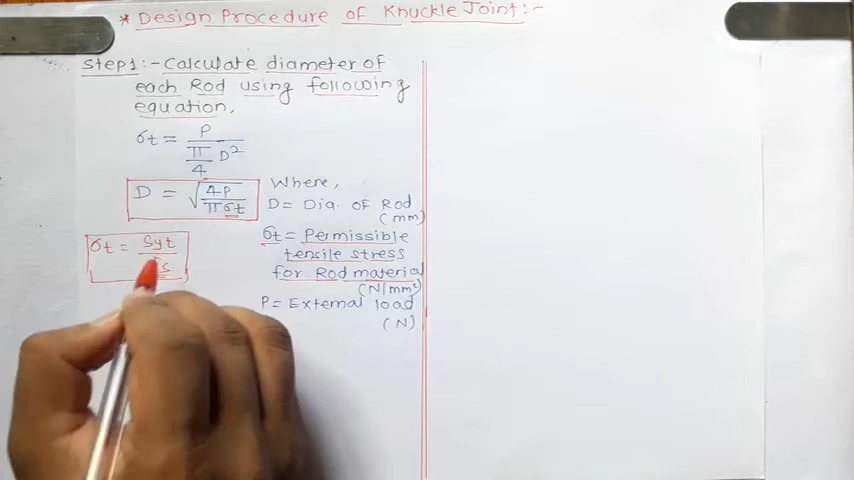 * Design Procedure of Knuckle Joint:-
Step1:- Calculate diameter of
each Rod using following
equation,
σt = P / (π/4 D²)
D = √(4P / πσt)
Where,
D = Dia. of Rod
(mm)
σt = Permissible
tensile stress
for Rod material
(N/mm²)
P = External load
(N)
σt = Syt /